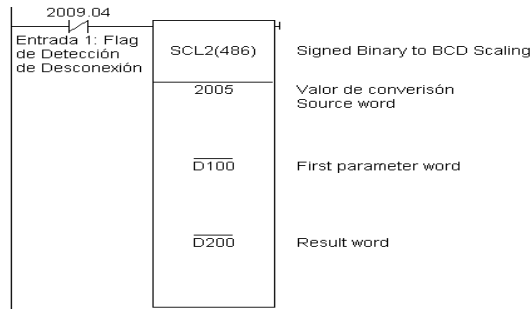 2009.04
Entrada 1: Flag
de Detección
de Desconexión
SCL2(486)
Signed Binary to BCD Scaling
2005
Valor de converisón
Source word
D100
First parameter word
D200
Result word